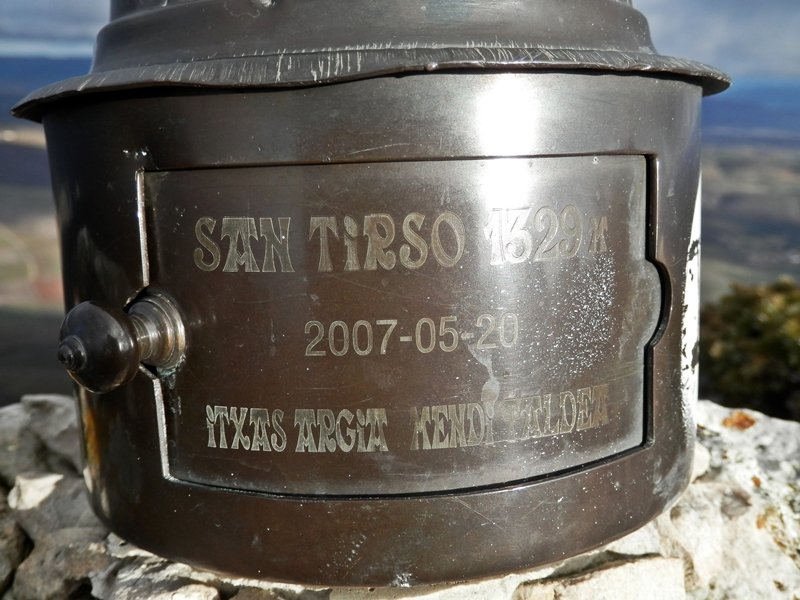 SAN TiRSO 1329 M
2007-05-20
iTXAS ARGiA MENDi TALDEA